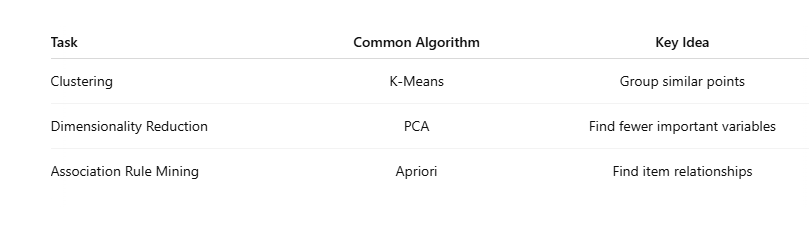 Task Common Algorithm Key Idea
Clustering K-Means Group similar points
Dimensionality Reduction PCA Find fewer important variables
Association Rule Mining Apriori Find item relationships